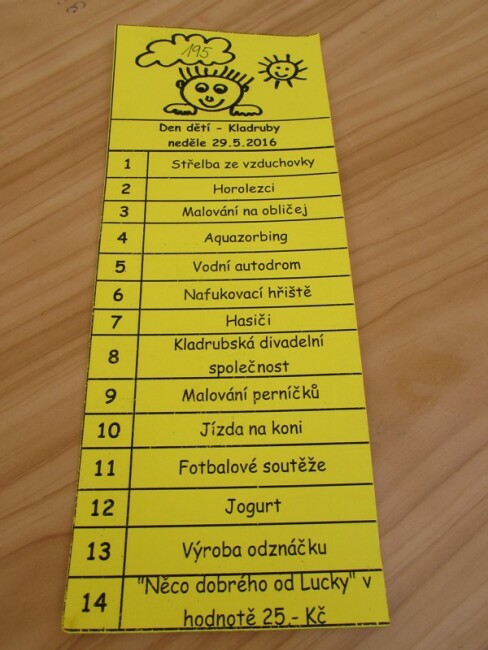 195
Den dětí - Kladruby
neděle 29.5.2016
1 Střelba ze vzduchovky
2 Horolezci
3 Malování na obličej
4 Aquazorbing
5 Vodní autodrom
6 Nafukovací hřiště
7 Hasiči
8 Kladrubská divadelní
společnost
9 Malování perníčků
10 Jízda na koni
11 Fotbalové soutěže
12 Jogurt
13 Výroba odznáčku
14 "Něco dobrého od Lucky" v
hodnotě 25.- Kč